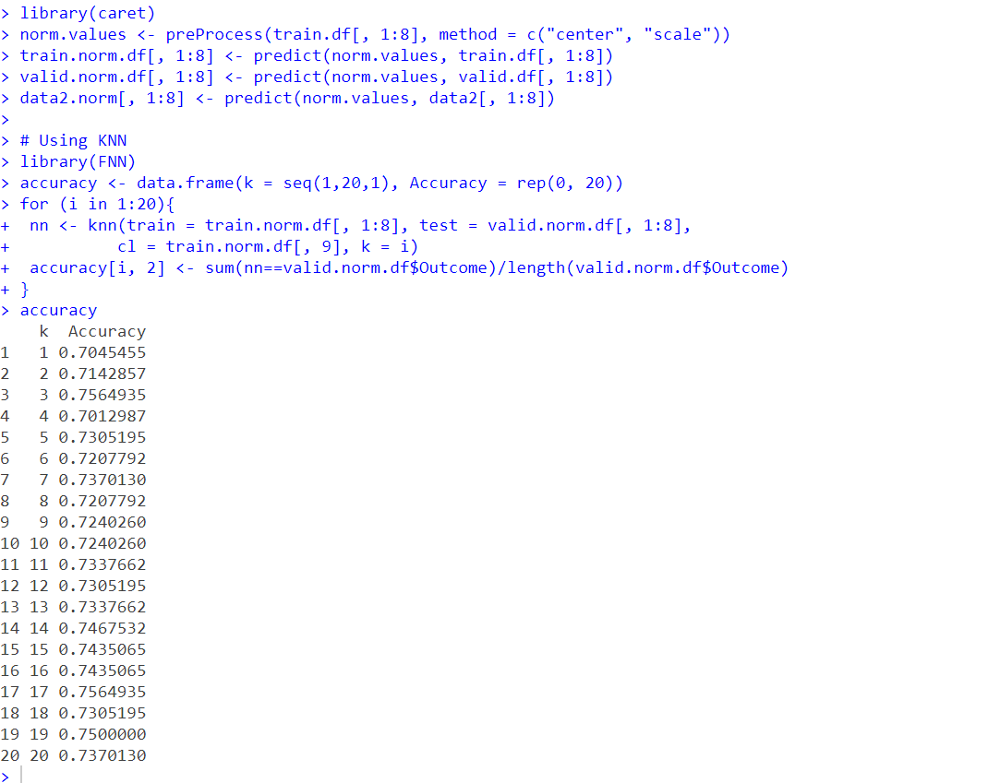 > library(caret)
> norm.values <- preProcess(train.df[, 1:8], method = c("center", "scale"))
> train.norm.df[, 1:8] <- predict(norm.values, train.df[, 1:8])
> valid.norm.df[, 1:8] <- predict(norm.values, valid.df[, 1:8])
> data2.norm[, 1:8] <- predict(norm.values, data2[, 1:8])
>
> # Using KNN
> library(FNN)
> accuracy <- data.frame(k = seq(1,20,1), Accuracy = rep(0, 20))
> for (i in 1:20){
+  nn <- knn(train = train.norm.df[, 1:8], test = valid.norm.df[, 1:8],
+           cl = train.norm.df[, 9], k = i)
+  accuracy[i, 2] <- sum(nn==valid.norm.df$Outcome)/length(valid.norm.df$Outcome)
+ }
> accuracy
    k  Accuracy
1   1 0.7045455
2   2 0.7142857
3   3 0.7564935
4   4 0.7012987
5   5 0.7305195
6   6 0.7207792
7   7 0.7370130
8   8 0.7207792
9   9 0.7240260
10 10 0.7240260
11 11 0.7337662
12 12 0.7305195
13 13 0.7337662
14 14 0.7467532
15 15 0.7435065
16 16 0.7435065
17 17 0.7564935
18 18 0.7305195
19 19 0.7500000
20 20 0.7370130
>